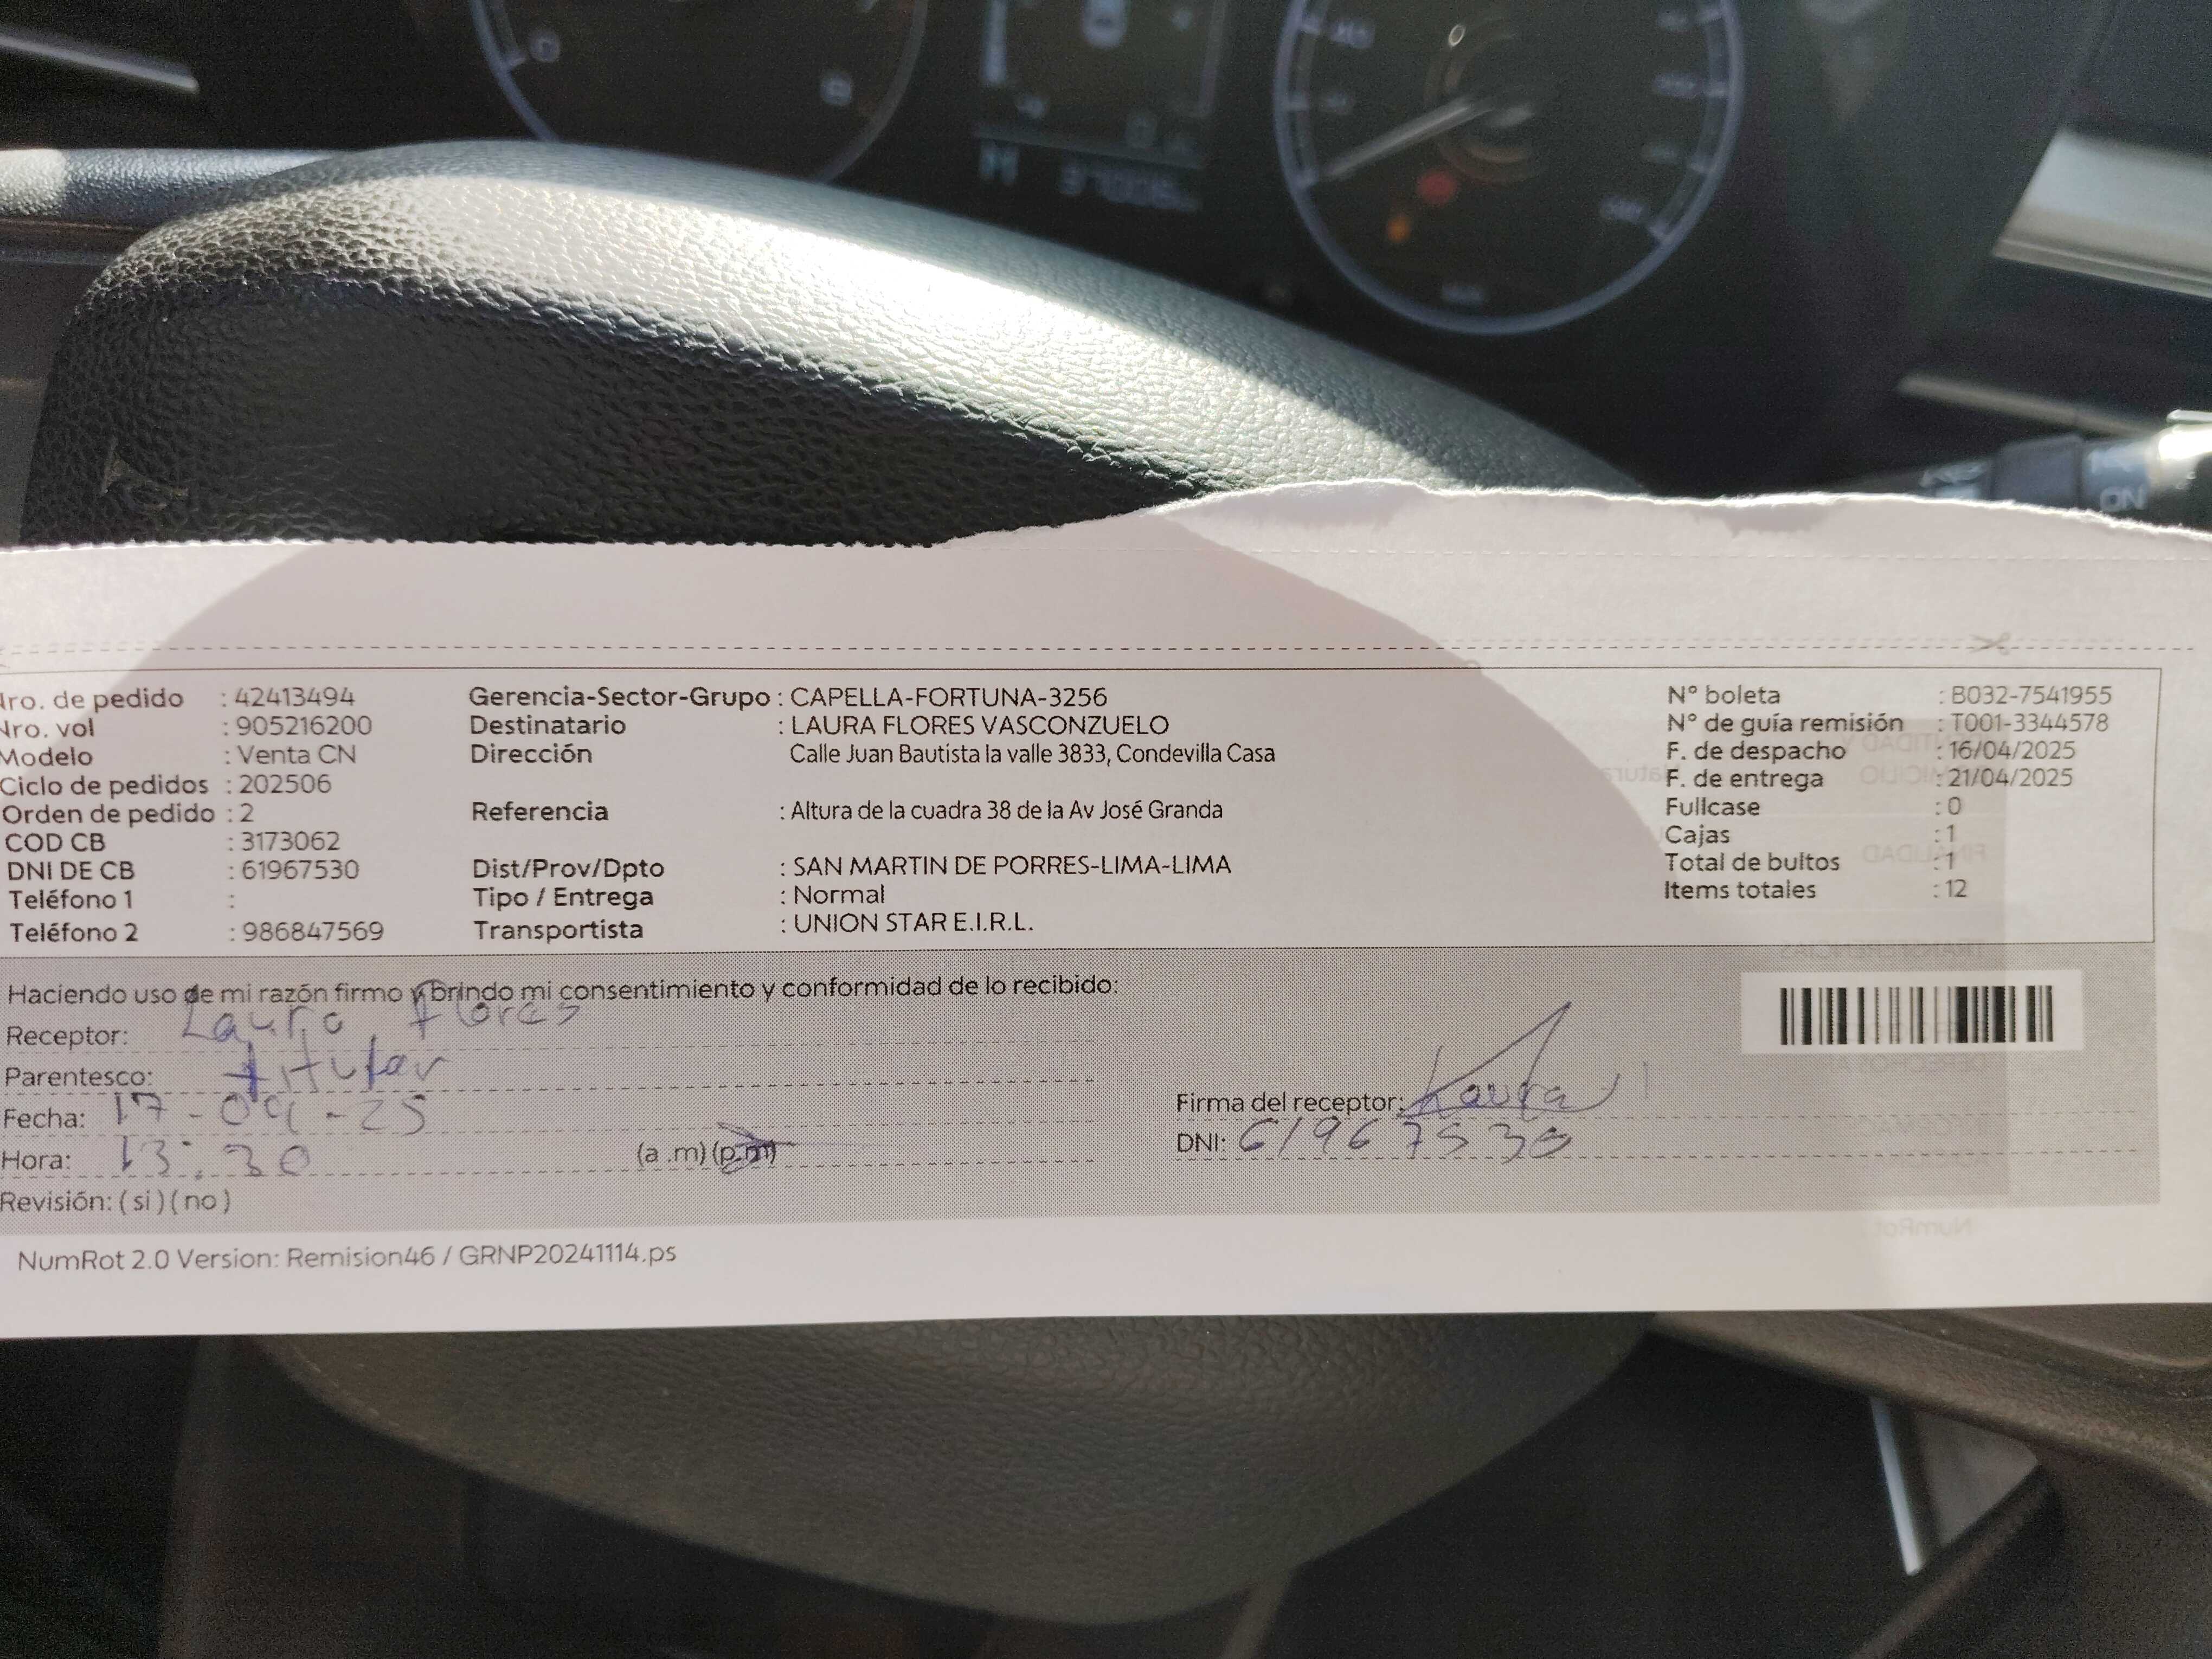 ON
Nro. de pedido : 42413494 Gerencia-Sector-Grupo : CAPELLA-FORTUNA-3256 N° boleta : B032-7541955
Nro. vol : 905216200 Destinatario : LAURA FLORES VASCONZUELO N° de guía remisión : T001-3344578
Modelo : Venta CN Dirección Calle Juan Bautista la valle 3833, Condevilla Casa F. de despacho : 16/04/2025
Ciclo de pedidos : 202506 F. de entrega : 21/04/2025
Orden de pedido : 2 Referencia : Altura de la cuadra 38 de la Av José Granda Fullcase : 0
COD CB : 3173062 Cajas : 1
DNI DE CB : 61967530 Dist/Prov/Dpto : SAN MARTIN DE PORRES-LIMA-LIMA Total de bultos : 1
Teléfono 1 : Tipo / Entrega : Normal Items totales : 12
Teléfono 2 : 986847569 Transportista : UNION STAR E.I.R.L.
Haciendo uso de mi razón firmo y brindo mi consentimiento y conformidad de lo recibido:
Receptor: Laura Flores
Parentesco: titular
Fecha: 17-04-25 Firma del receptor: Laura
Hora: 13:30 (a .m) (p.m) DNI: 61967530
Revisión: ( si ) ( no )
NumRot 2.0 Version: Remision46 / GRNP20241114.ps